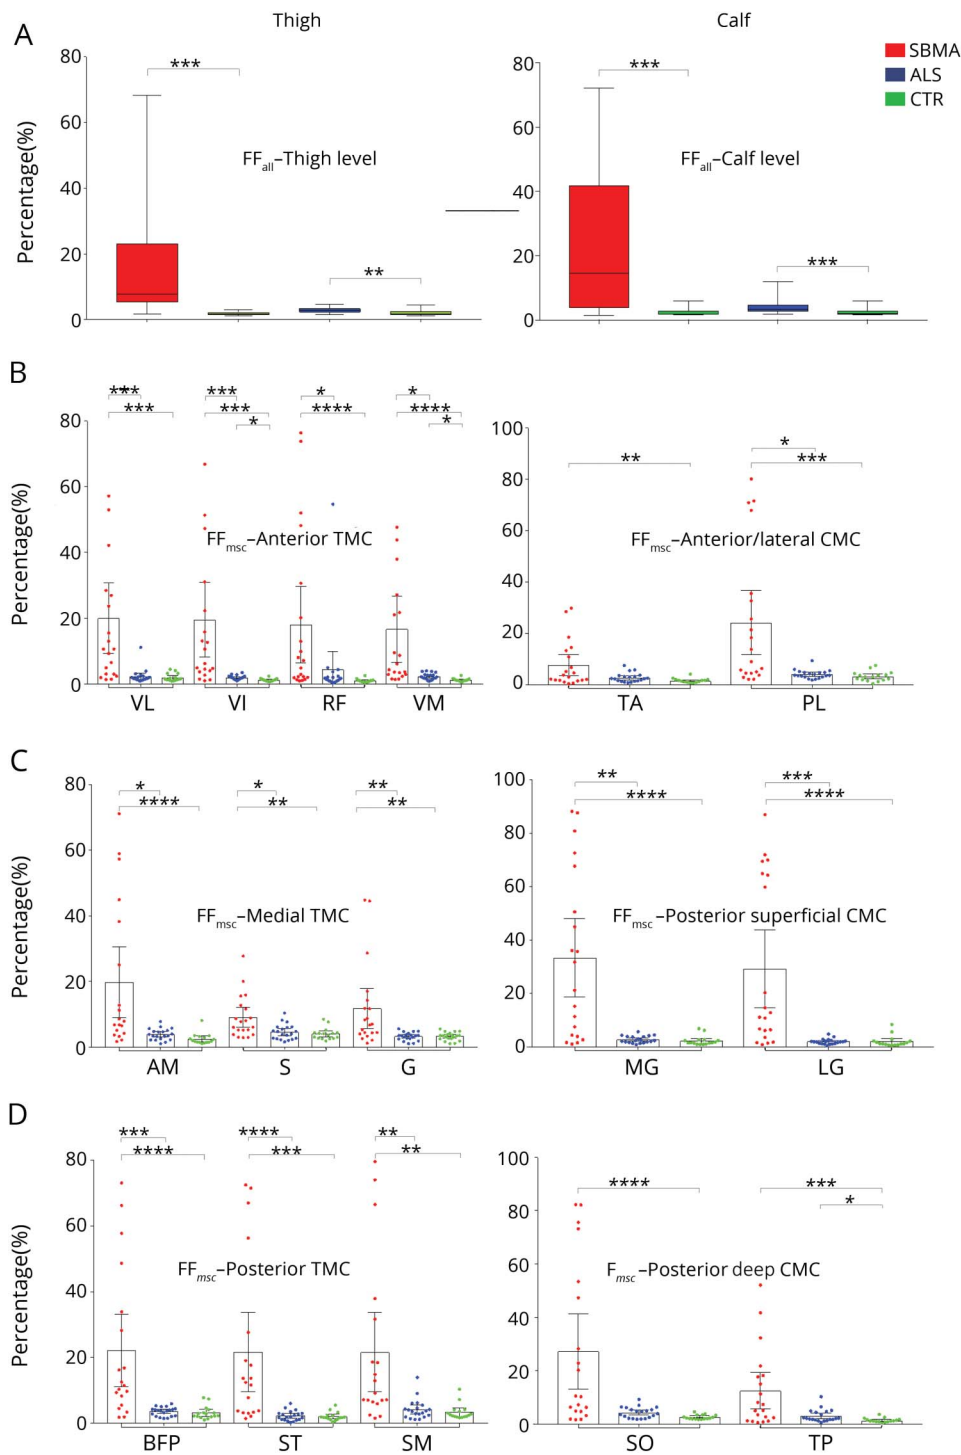 Thigh
Calf
A
SBMA
ALS
CTR
Percentage(%)
80
60
40
20
0
***
FFall–Thigh level
**
80
60
40
20
0
***
FFall–Calf level
***
B
Percentage(%)
80
60
40
20
0
***
***
***
***
*
*
****
*
****
*
FFmsc–Anterior TMC
VL
VI
RF
VM
100
80
60
40
20
0
**
*
***
FFmsc–Anterior/lateral CMC
TA
PL
C
Percentage(%)
80
60
40
20
0
*
****
*
**
**
**
FFmsc–Medial TMC
AM
S
G
100
80
60
40
20
0
**
****
***
****
FFmsc–Posterior superficial CMC
MG
LG
D
Percentage(%)
80
60
40
20
0
***
****
****
***
**
**
FFmsc–Posterior TMC
BFP
ST
SM
100
80
60
40
20
0
****
***
*
Fmsc–Posterior deep CMC
SO
TP